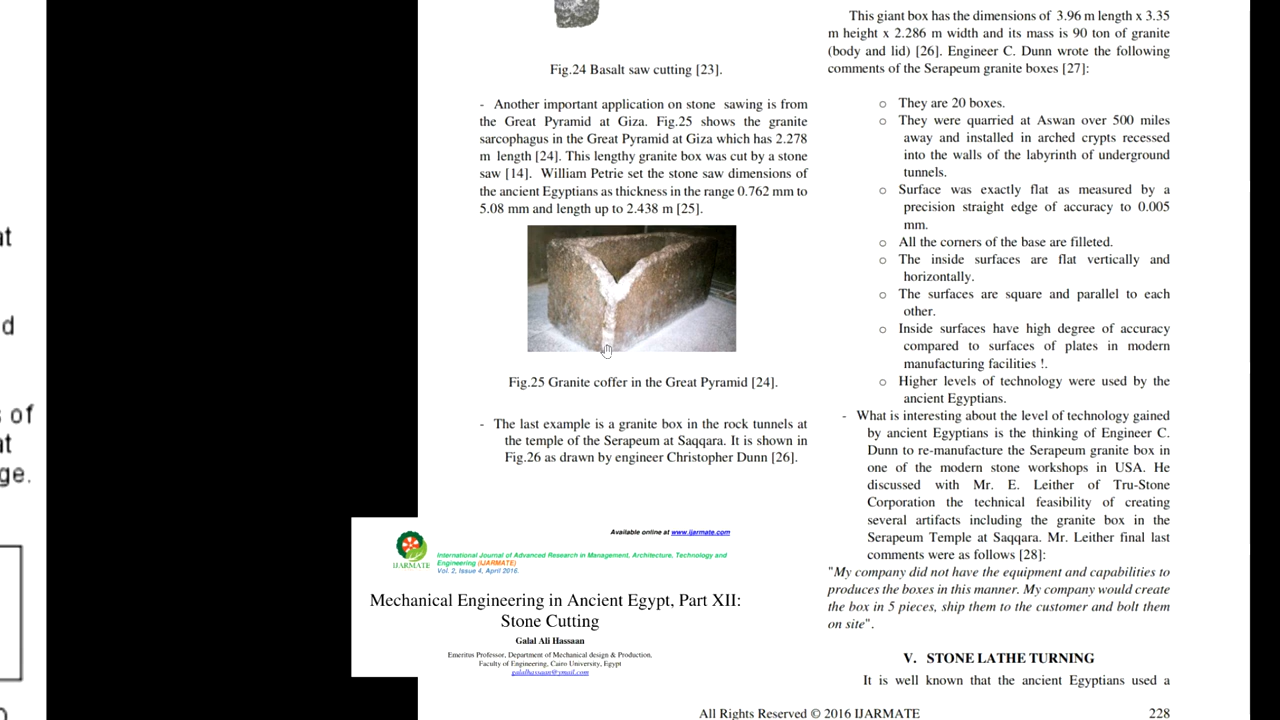 at
d
s of
at
ge.
Fig.24 Basalt saw cutting [23].
- Another important application on stone sawing is from
the Great Pyramid at Giza. Fig.25 shows the granite
sarcophagus in the Great Pyramid at Giza which has 2.278
m length [24]. This lengthy granite box was cut by a stone
saw [14]. William Petrie set the stone saw dimensions of
the ancient Egyptians as thickness in the range 0.762 mm to
5.08 mm and length up to 2.438 m [25].
Fig.25 Granite coffer in the Great Pyramid [24].
- The last example is a granite box in the rock tunnels at
the temple of the Serapeum at Saqqara. It is shown in
Fig.26 as drawn by engineer Christopher Dunn [26].
Available online at www.ijarmate.com
IJARMATE
International Journal of Advanced Research in Management, Architecture, Technology and
Engineering (IJARMATE)
Vol. 2, Issue 4, April 2016.
Mechanical Engineering in Ancient Egypt, Part XII:
Stone Cutting
Galal Ali Hassaan
Emeritus Professor, Department of Mechanical design & Production,
Faculty of Engineering, Cairo University, Egypt
galalhassaan@ymail.com
This giant box has the dimensions of 3.96 m length x 3.35
m height x 2.286 m width and its mass is 90 ton of granite
(body and lid) [26]. Engineer C. Dunn wrote the following
comments of the Serapeum granite boxes [27]:
o They are 20 boxes.
o They were quarried at Aswan over 500 miles
away and installed in arched crypts recessed
into the walls of the labyrinth of underground
tunnels.
o Surface was exactly flat as measured by a
precision straight edge of accuracy to 0.005
mm.
o All the corners of the base are filleted.
o The inside surfaces are flat vertically and
horizontally.
o The surfaces are square and parallel to each
other.
o Inside surfaces have high degree of accuracy
compared to surfaces of plates in modern
manufacturing facilities !.
o Higher levels of technology were used by the
ancient Egyptians.
- What is interesting about the level of technology gained
by ancient Egyptians is the thinking of Engineer C.
Dunn to re-manufacture the Serapeum granite box in
one of the modern stone workshops in USA. He
discussed with Mr. E. Leither of Tru-Stone
Corporation the technical feasibility of creating
several artifacts including the granite box in the
Serapeum Temple at Saqqara. Mr. Leither final last
comments were as follows [28]:
"My company did not have the equipment and capabilities to
produces the boxes in this manner. My company would create
the box in 5 pieces, ship them to the customer and bolt them
on site".
V. STONE LATHE TURNING
It is well known that the ancient Egyptians used a
All Rights Reserved © 2016 IJARMATE
228